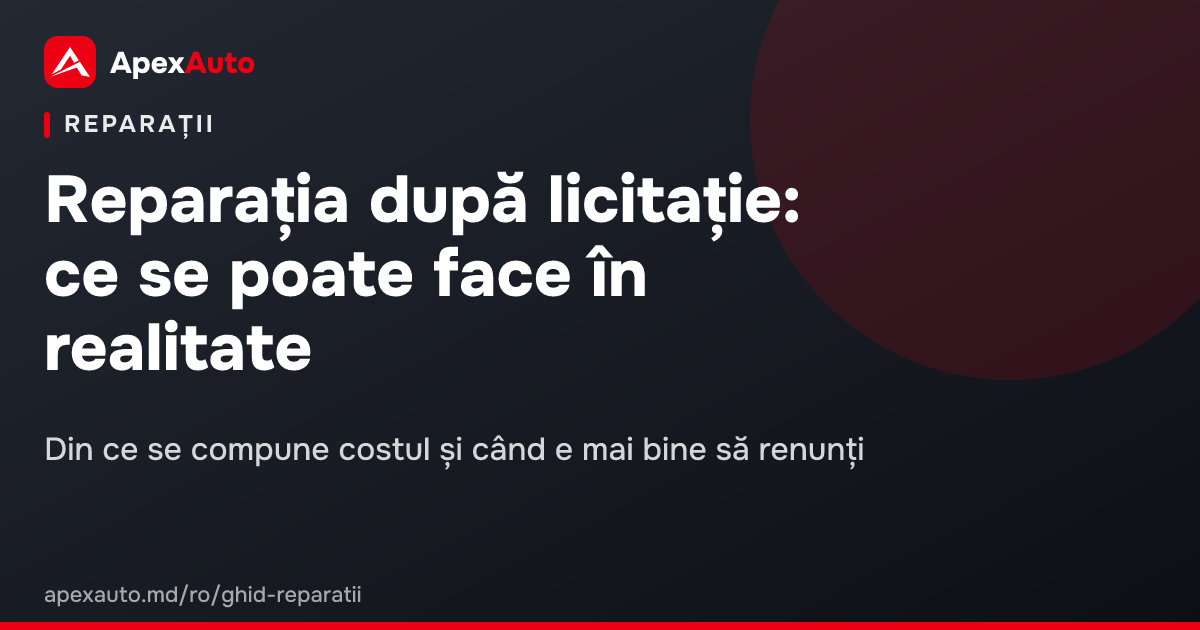 ApexAuto
REPARAȚII
Reparația după licitație:
ce se poate face în
realitate
Din ce se compune costul și când e mai bine să renunți
apexauto.md/ro/ghid-reparatii